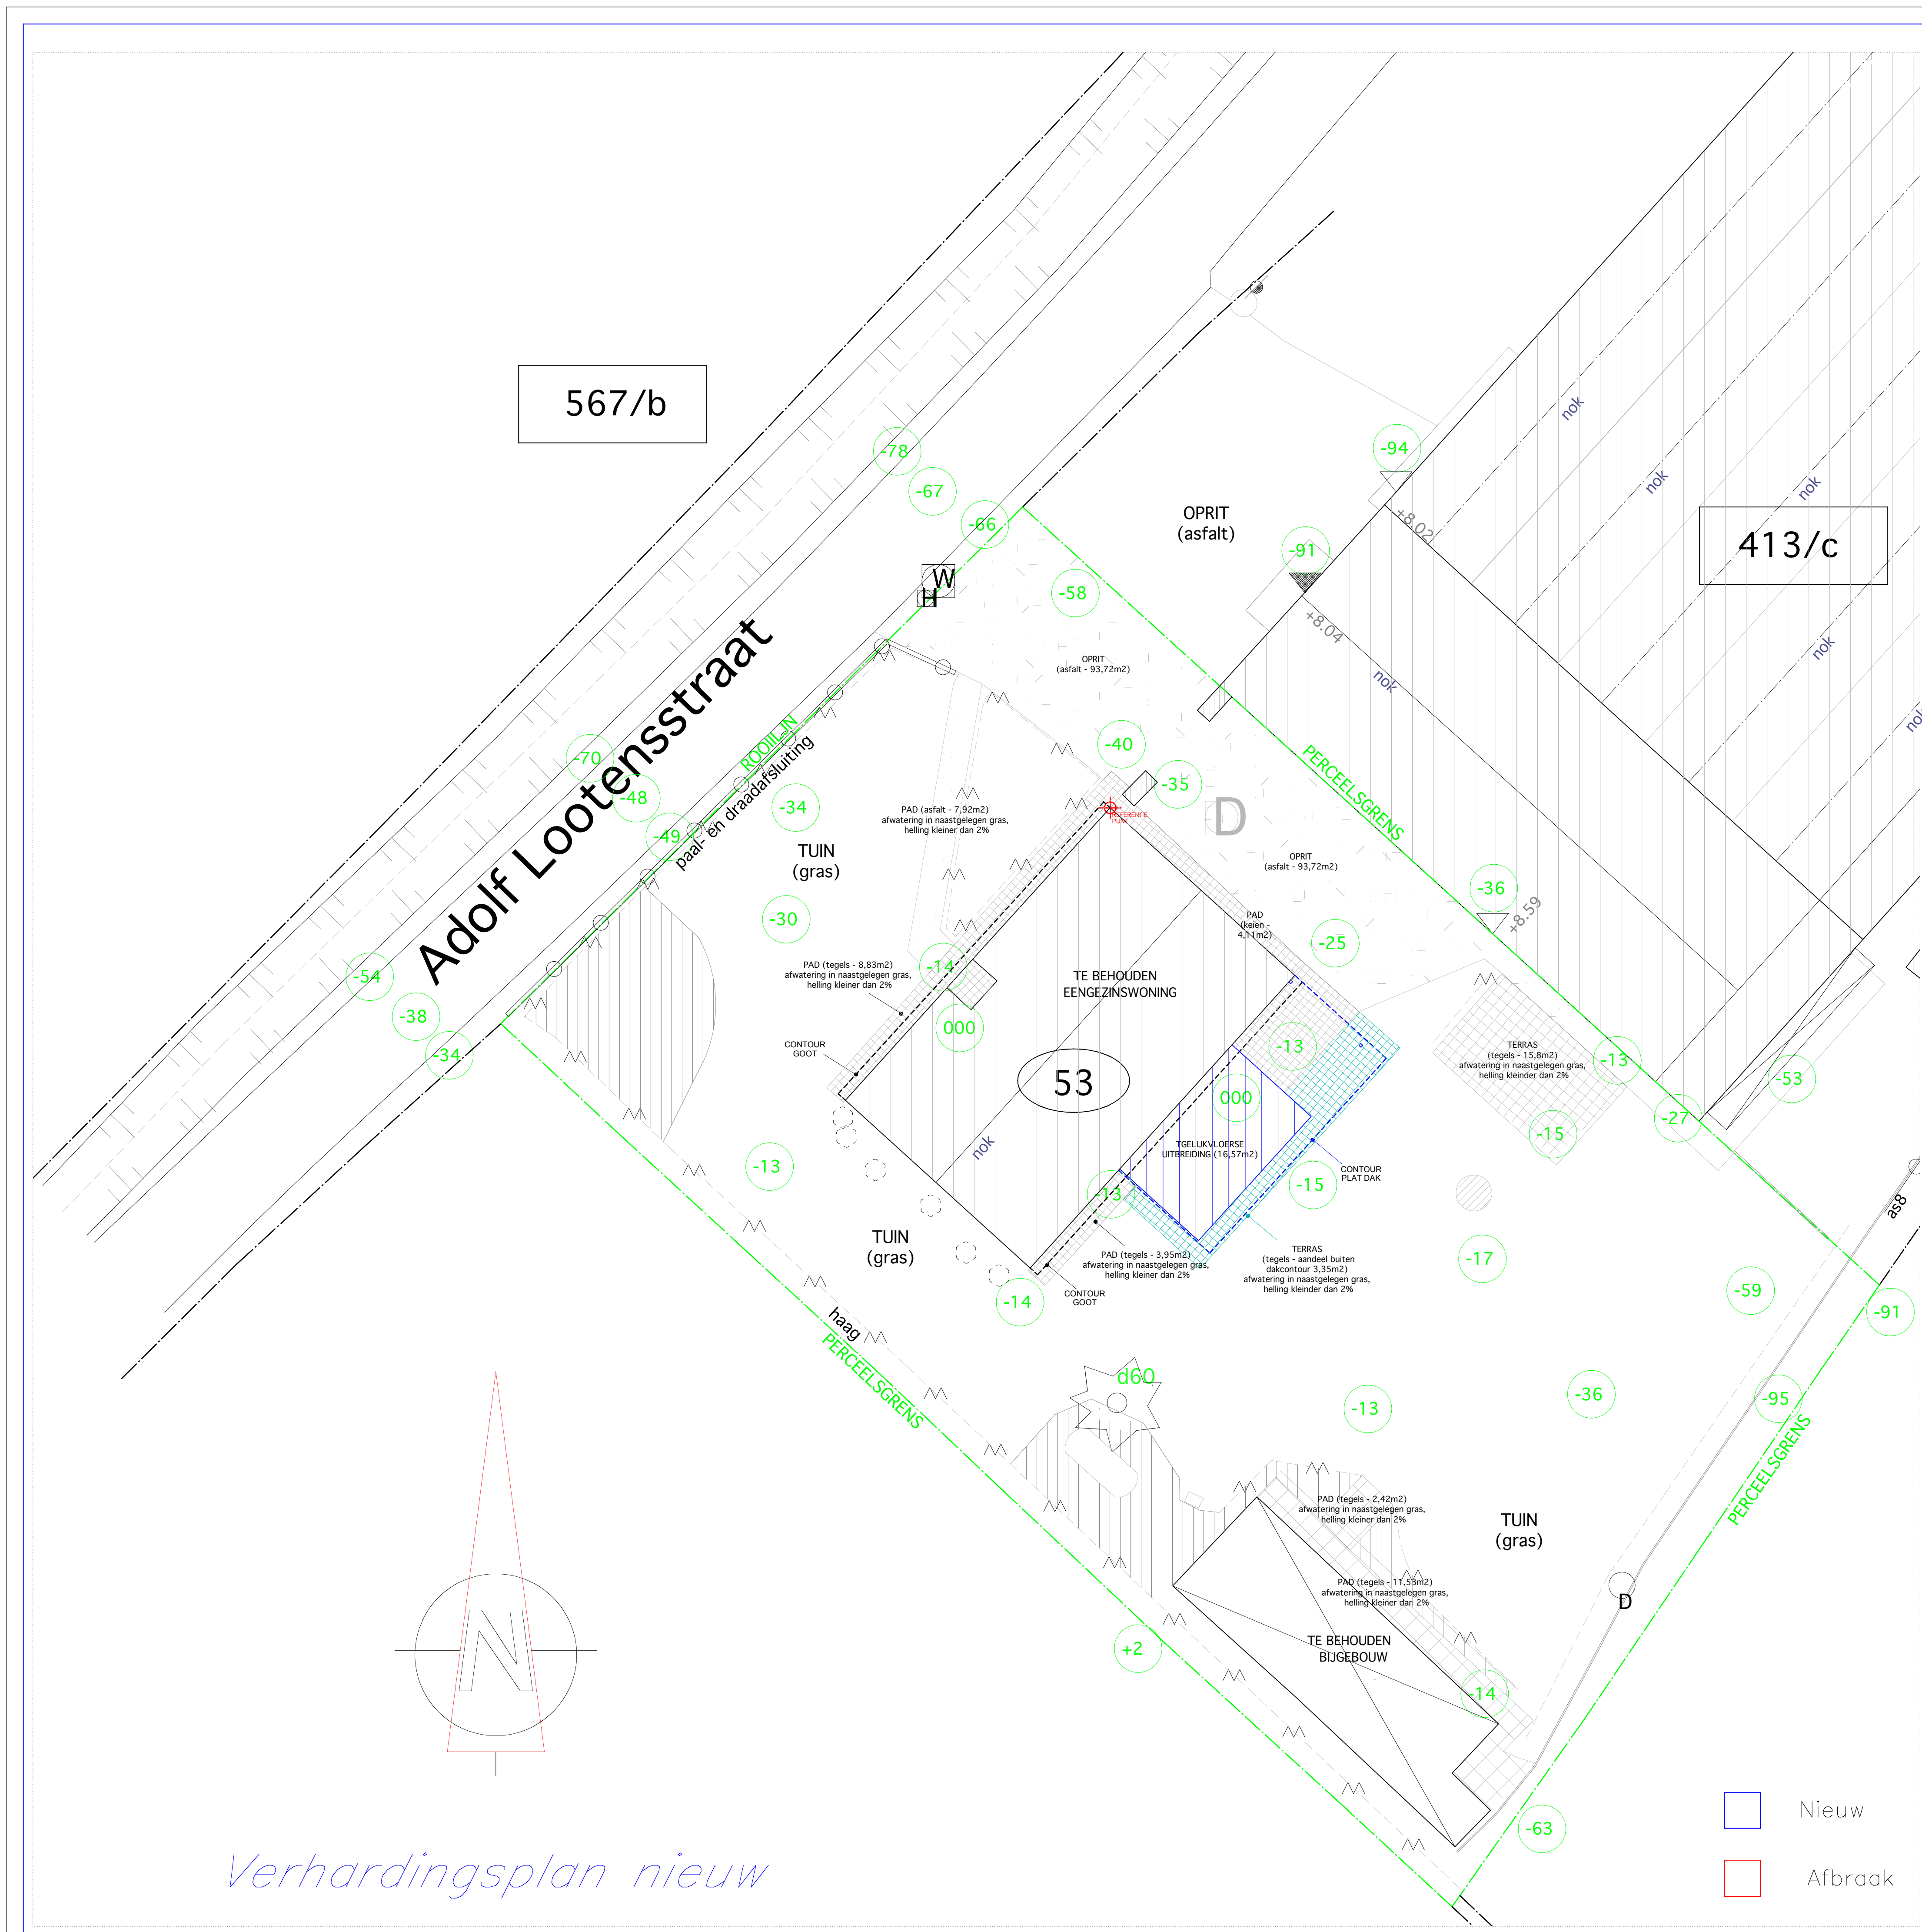 567/b
-78
-67
-66
-94
+8.02
nok
nok
nok
nok
nok
nok
413/c
OPRIT
(asfalt)
-91
+8.04
W
H
-58
OPRIT
(asfalt - 93,72m2)
Adolf Lootensstraat
ROOILIJN
paal- en draadafsluiting
-70
-48
-49
-34
-40
-35
PERCEELSGRENS
REFERENTIE
PUNT
D
PAD (asfalt - 7,92m2)
afwatering in naastgelegen gras,
helling kleiner dan 2%
TUIN
(gras)
-30
OPRIT
(asfalt - 93,72m2)
-36
+8.59
PAD
(keien -
4,11m2)
-25
-54
-38
-34
PAD (tegels - 8,83m2)
afwatering in naastgelegen gras,
helling kleiner dan 2%
-14
000
TE BEHOUDEN
EENGEZINSWONING
CONTOUR
GOOT
53
-13
000
TERRAS
(tegels - 15,8m2)
afwatering in naastgelegen gras,
helling kleinder dan 2%
-13
-53
-27
-15
nok
TGELIJKVLOERSE
UITBREIDING (16,57m2)
CONTOUR
PLAT DAK
-15
-13
-13
TUIN
(gras)
PAD (tegels - 3,95m2)
afwatering in naastgelegen gras,
helling kleiner dan 2%
CONTOUR
GOOT
-14
TERRAS
(tegels - aandeel buiten
dakcontour 3,35m2)
afwatering in naastgelegen gras,
helling kleinder dan 2%
-17
as8
-59
-91
haag
PERCEELSGRENS
d60
-13
-36
-95
PERCEELSGRENS
PAD (tegels - 2,42m2)
afwatering in naastgelegen gras,
helling kleiner dan 2%
TUIN
(gras)
PAD (tegels - 11,58m2)
afwatering in naastgelegen gras,
helling kleiner dan 2%
D
TE BEHOUDEN
BIJGEBOUW
+2
-14
-63
N
Verhardingsplan nieuw
Nieuw
Afbraak